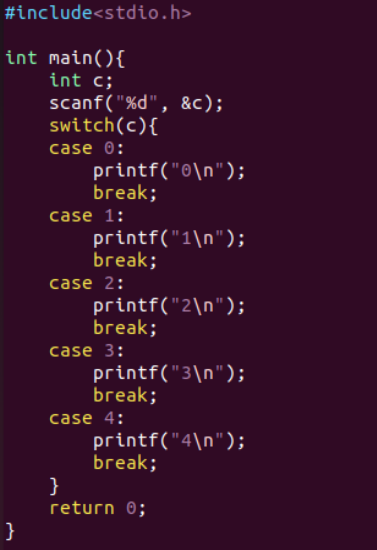 #include<stdio.h>
int main(){
    int c;
    scanf("%d", &c);
    switch(c){
    case 0:
        printf("0\n");
        break;
    case 1:
        printf("1\n");
        break;
    case 2:
        printf("2\n");
        break;
    case 3:
        printf("3\n");
        break;
    case 4:
        printf("4\n");
        break;
    }
    return 0;
}